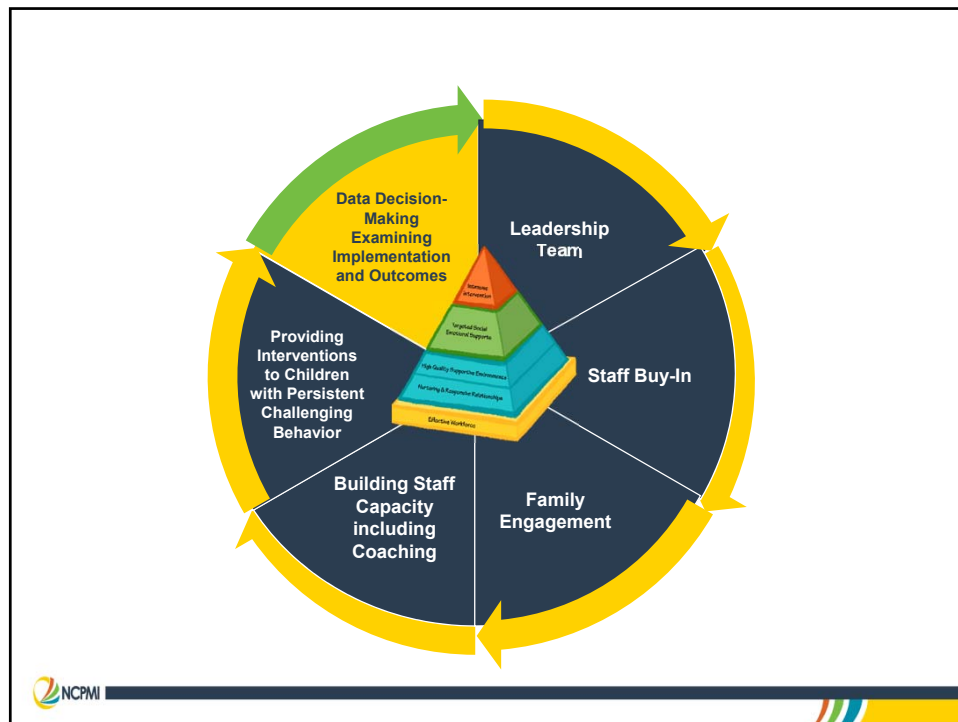 Data Decision-
Making
Examining
Implementation
and Outcomes
Leadership
Team
Staff Buy-In
Family
Engagement
Building Staff
Capacity
including
Coaching
Providing
Interventions
to Children
with Persistent
Challenging
Behavior
Intensive
Intervention
Targeted Social
Emotional Supports
High Quality Supportive Environments
Nurturing & Responsive Relationships
Effective Workforce
NCPMI